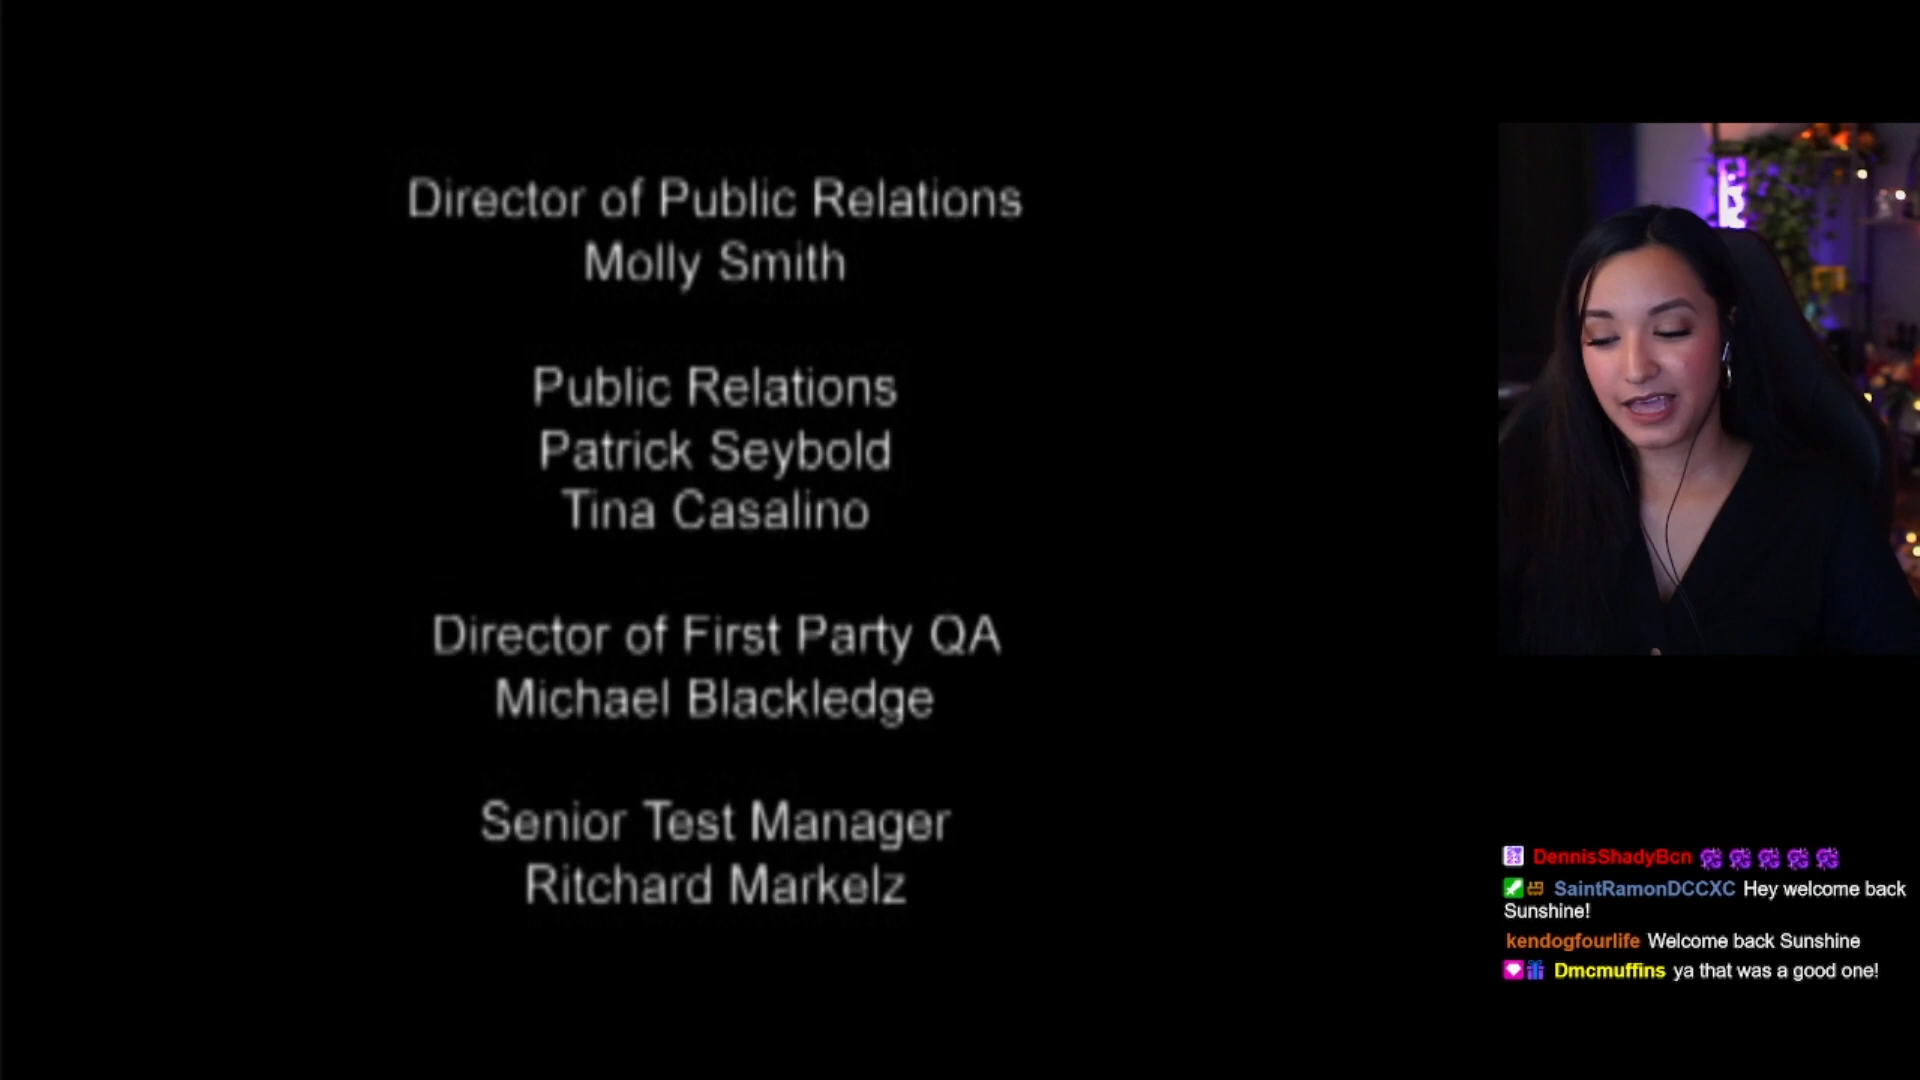 Director of Public Relations
Molly Smith
Public Relations
Patrick Seybold
Tina Casalino
Director of First Party QA
Michael Blackledge
Senior Test Manager
Ritchard Markelz
DennisShadyBcn
SaintRamonDCCXC Hey welcome back
Sunshine!
kendogfourlife Welcome back Sunshine
Dmcmuffins ya that was a good one!